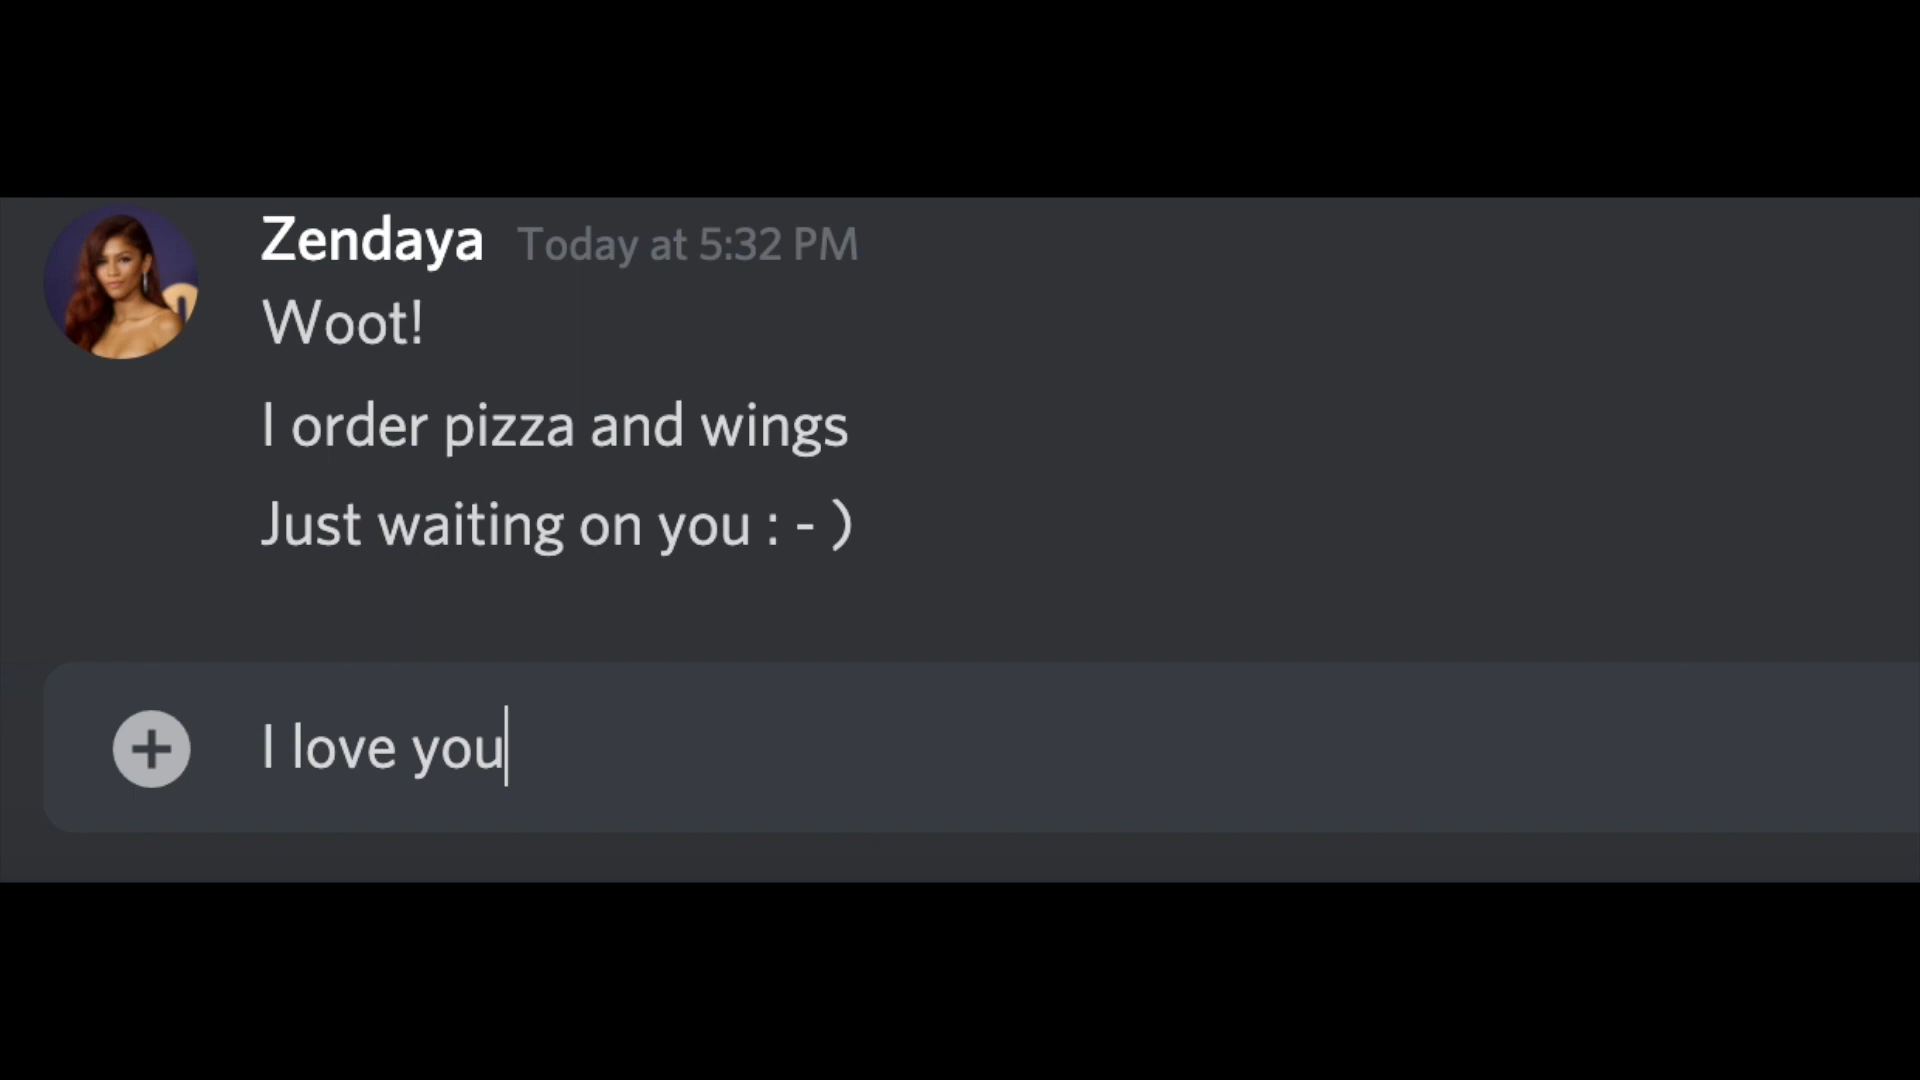 Zendaya Today at 5:32 PM
Woot!
I order pizza and wings
Just waiting on you : - )
I love you